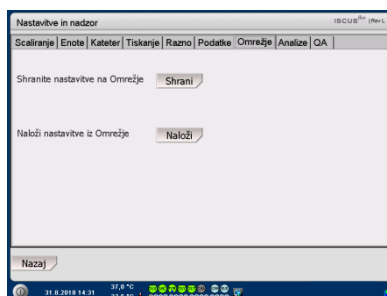 Nastavitve in nadzor
Scaliranje Enote Kateter Tiskanje Razno Podatke Omrežje Analize QA
Shranite nastavitve na Omrežje Shrani
Naloži nastavitve iz Omrežje Naloži
Nazaj
31.8.2018 14:31 37,0 °C